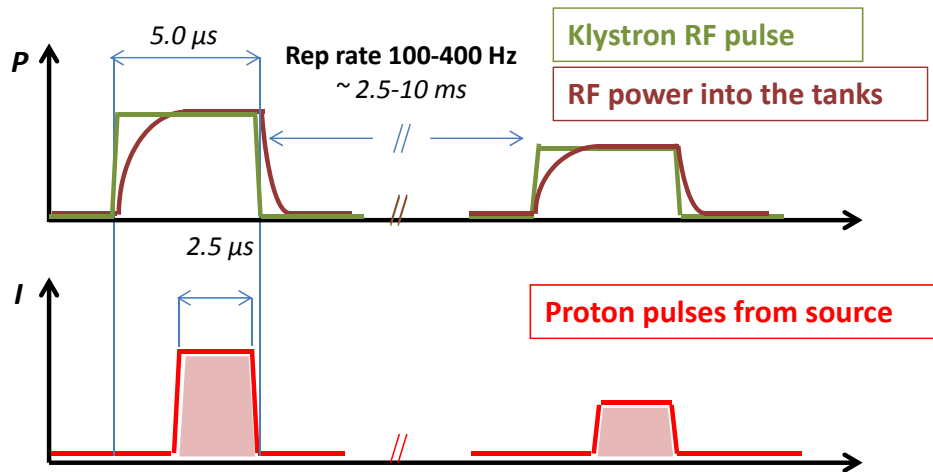 5.0 µs
Klystron RF pulse
P
Rep rate 100-400 Hz
~ 2.5-10 ms
RF power into the tanks
//
//
2.5 µs
I
Proton pulses from source
//